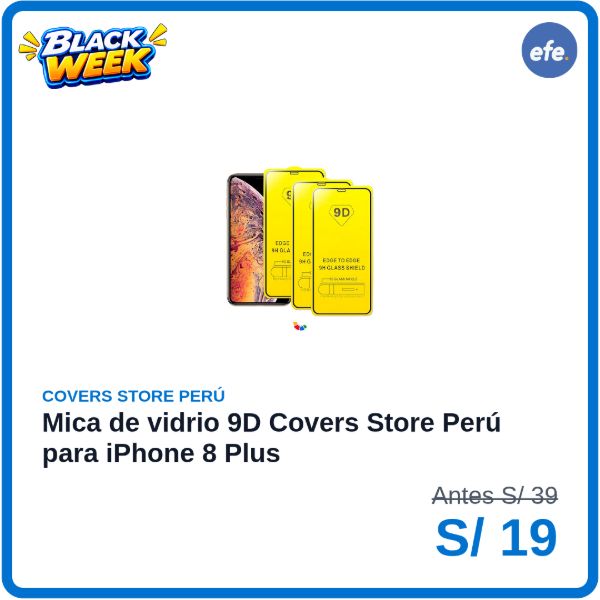 BLACK
WEEK
efe.
9D
EDGE TO EDGE
9H GLASS SHIELD
COVERS STORE PERÚ
Mica de vidrio 9D Covers Store Perú
para iPhone 8 Plus
Antes S/ 39
S/ 19